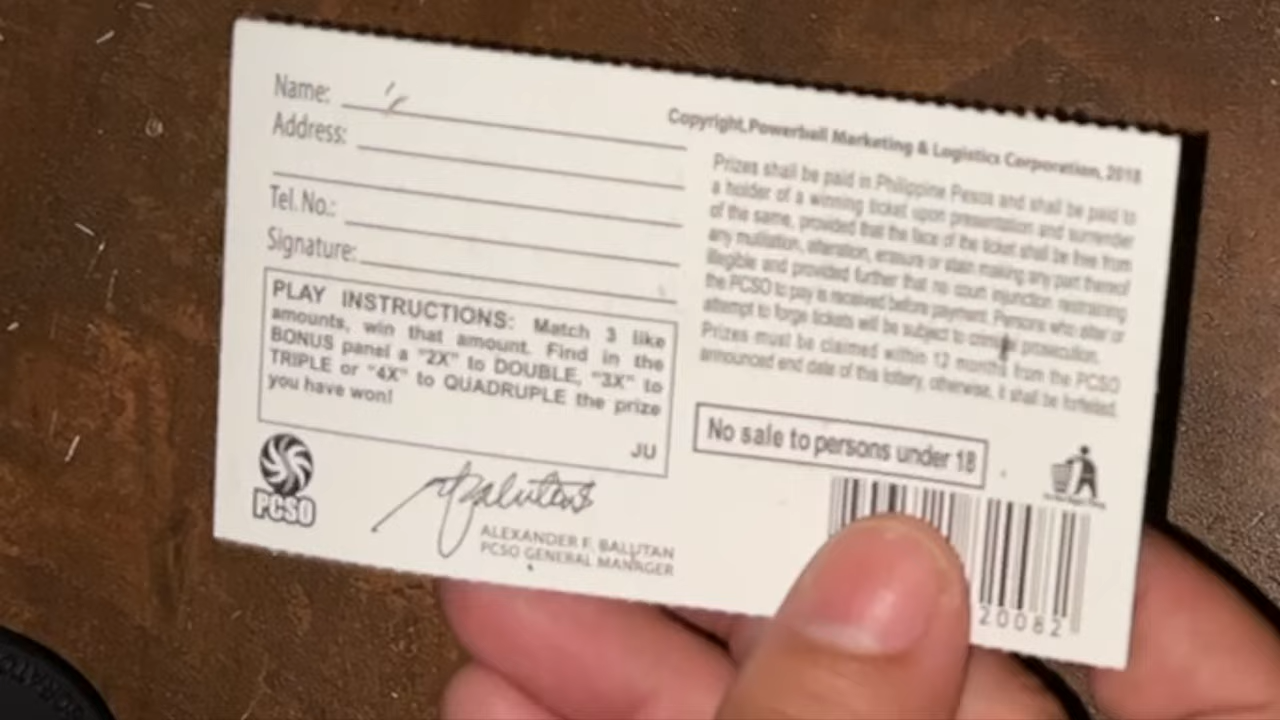 Name:
Address:
Tel. No.:
Signature:
PLAY INSTRUCTIONS: Match 3 like
amounts, win that amount. Find in the
BONUS panel a "2X" to DOUBLE, "3X" to
TRIPLE or "4X" to QUADRUPLE the prize
you have won!
JU
PCSO
ALEXANDER F. BALUTAN
PCSO GENERAL MANAGER
Copyright, Powerball Marketing & Logistics Corporation, 2018
Prizes shall be paid in Philippine Pesos and shall be paid to
a holder of a winning ticket upon presentation and surrender
of the same, provided that the face of the ticket shall be free from
any mutilation, alteration, erasure or stain making any part thereof
illegible and provided further that no court injunction restraining
the PCSO to pay is received before payment. Persons who alter or
attempt to forge tickets will be subject to criminal prosecution.
Prizes must be claimed within 12 months from the PCSO
announced end date of this lottery, otherwise, it shall be forfeited.
No sale to persons under 18
20082